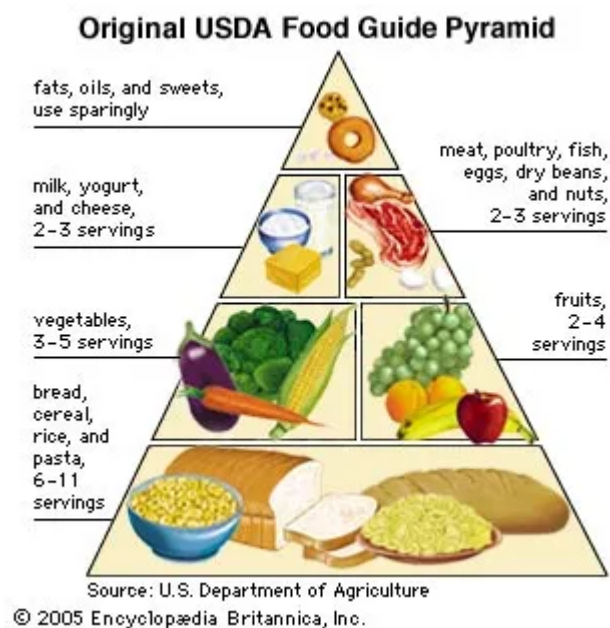 Original USDA Food Guide Pyramid
fats, oils, and sweets,
use sparingly
milk, yogurt,
and cheese,
2–3 servings
meat, poultry, fish,
eggs, dry beans,
and nuts,
2–3 servings
vegetables,
3–5 servings
fruits,
2–4
servings
bread,
cereal,
rice, and
pasta,
6–11
servings
Source: U.S. Department of Agriculture
© 2005 Encyclopædia Britannica, Inc.